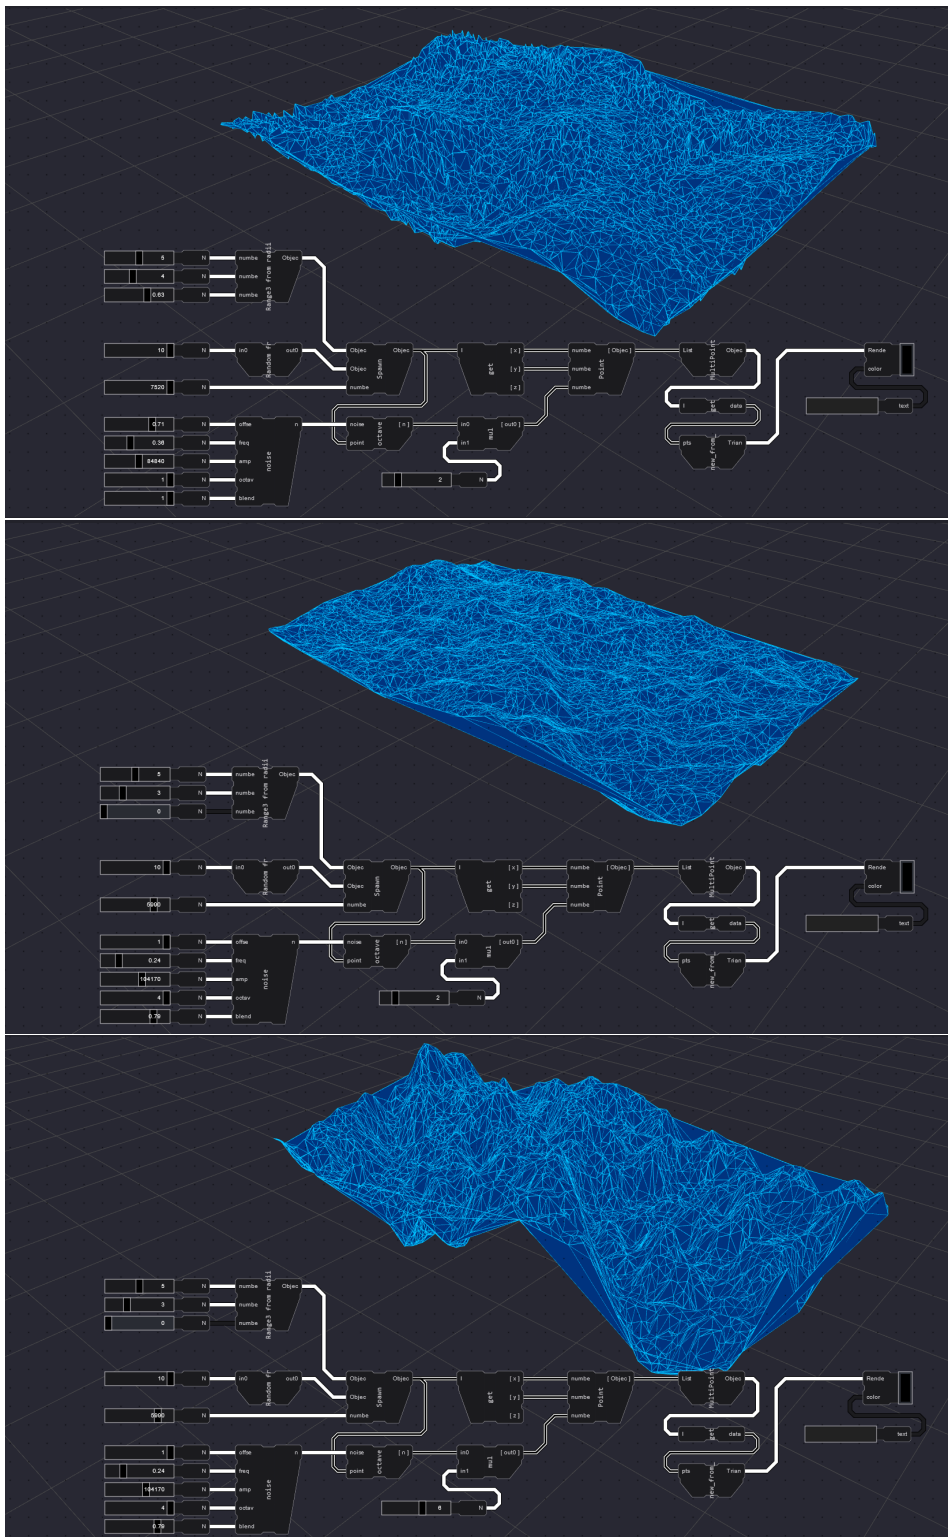 5 N numbe Objec
4 N numbe
0.63 N numbe
Range3 from radii
10 N in0 out0 Objec Objec I [x] numbe [Objec] List Objec Rende
Random fr Spawn get Point MultiPoint
Objec [y] numbe color
7520 N numbe [z] numbe I get data text
0.71 N offse n noise [n] in0 [out0]
0.38 N freq point in1 pts Trian
octave mul new_from_
84840 N amp
noise
1 N octav 2 N
1 N blend
5 N numbe Objec
3 N numbe
0 N numbe
Range3 from radii
10 N in0 out0 Objec Objec I [x] numbe [Objec] List Objec Rende
Random fr Spawn get Point MultiPoint
Objec [y] numbe color
5990 N numbe [z] numbe I get data text
1 N offse n noise [n] in0 [out0]
0.24 N freq point in1 pts Trian
octave mul new_from_
104170 N amp
noise
4 N octav 2 N
0.79 N blend
5 N numbe Objec
3 N numbe
0 N numbe
Range3 from radii
10 N in0 out0 Objec Objec I [x] numbe [Objec] List Objec Rende
Random fr Spawn get Point MultiPoint
Objec [y] numbe color
5990 N numbe [z] numbe I get data text
1 N offse n noise [n] in0 [out0]
0.24 N freq point in1 pts Trian
octave mul new_from_
104170 N amp
noise
4 N octav 6 N
0.79 N blend